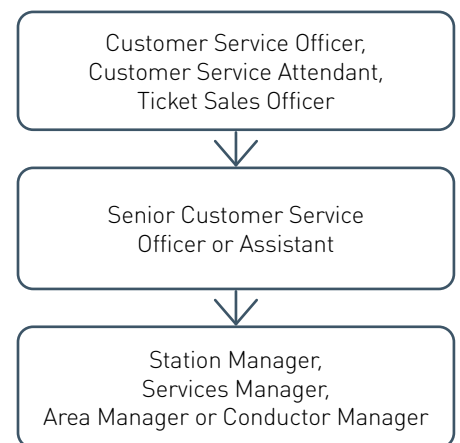 Customer Service Officer,
Customer Service Attendant,
Ticket Sales Officer
Senior Customer Service
Officer or Assistant
Station Manager,
Services Manager,
Area Manager or Conductor Manager